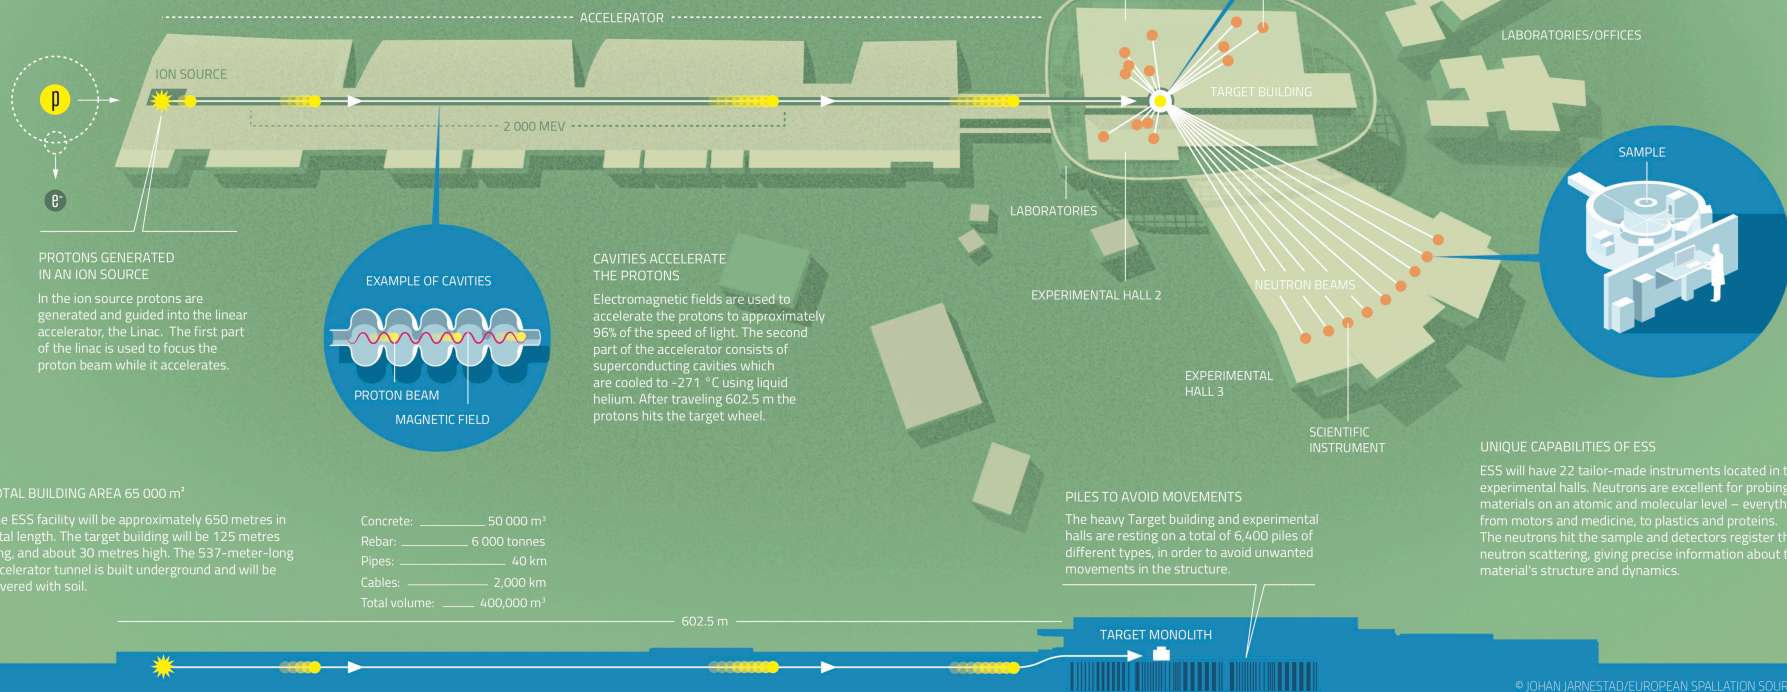 ACCELERATOR
LABORATORIES/OFFICES
ION SOURCE
p
TARGET BUILDING
2 000 MEV
SAMPLE
e-
LABORATORIES
PROTONS GENERATED
IN AN ION SOURCE
In the ion source protons are
generated and guided into the linear
accelerator, the Linac. The first part
of the linac is used to focus the
proton beam while it accelerates.
EXAMPLE OF CAVITIES
PROTON BEAM
MAGNETIC FIELD
CAVITIES ACCELERATE
THE PROTONS
Electromagnetic fields are used to
accelerate the protons to approximately
96% of the speed of light. The second
part of the accelerator consists of
superconducting cavities which
are cooled to -271 °C using liquid
helium. After traveling 602.5 m the
protons hits the target wheel.
EXPERIMENTAL HALL 2
NEUTRON BEAMS
EXPERIMENTAL
HALL 3
SCIENTIFIC
INSTRUMENT
UNIQUE CAPABILITIES OF ESS
ESS will have 22 tailor-made instruments located in
experimental halls. Neutrons are excellent for probing
materials on an atomic and molecular level – everyth
from motors and medicine, to plastics and proteins.
The neutrons hit the sample and detectors register th
neutron scattering, giving precise information about t
material's structure and dynamics.
OTAL BUILDING AREA 65 000 m²
e ESS facility will be approximately 650 metres in
tal length. The target building will be 125 metres
ng, and about 30 metres high. The 537-meter-long
ccelerator tunnel is built underground and will be
vered with soil.
Concrete: 50 000 m³
Rebar: 6 000 tonnes
Pipes: 40 km
Cables: 2,000 km
Total volume: 400,000 m³
PILES TO AVOID MOVEMENTS
The heavy Target building and experimental
halls are resting on a total of 6,400 piles of
different types, in order to avoid unwanted
movements in the structure.
602.5 m
TARGET MONOLITH
© JOHAN JARNESTAD/EUROPEAN SPALLATION SOUR